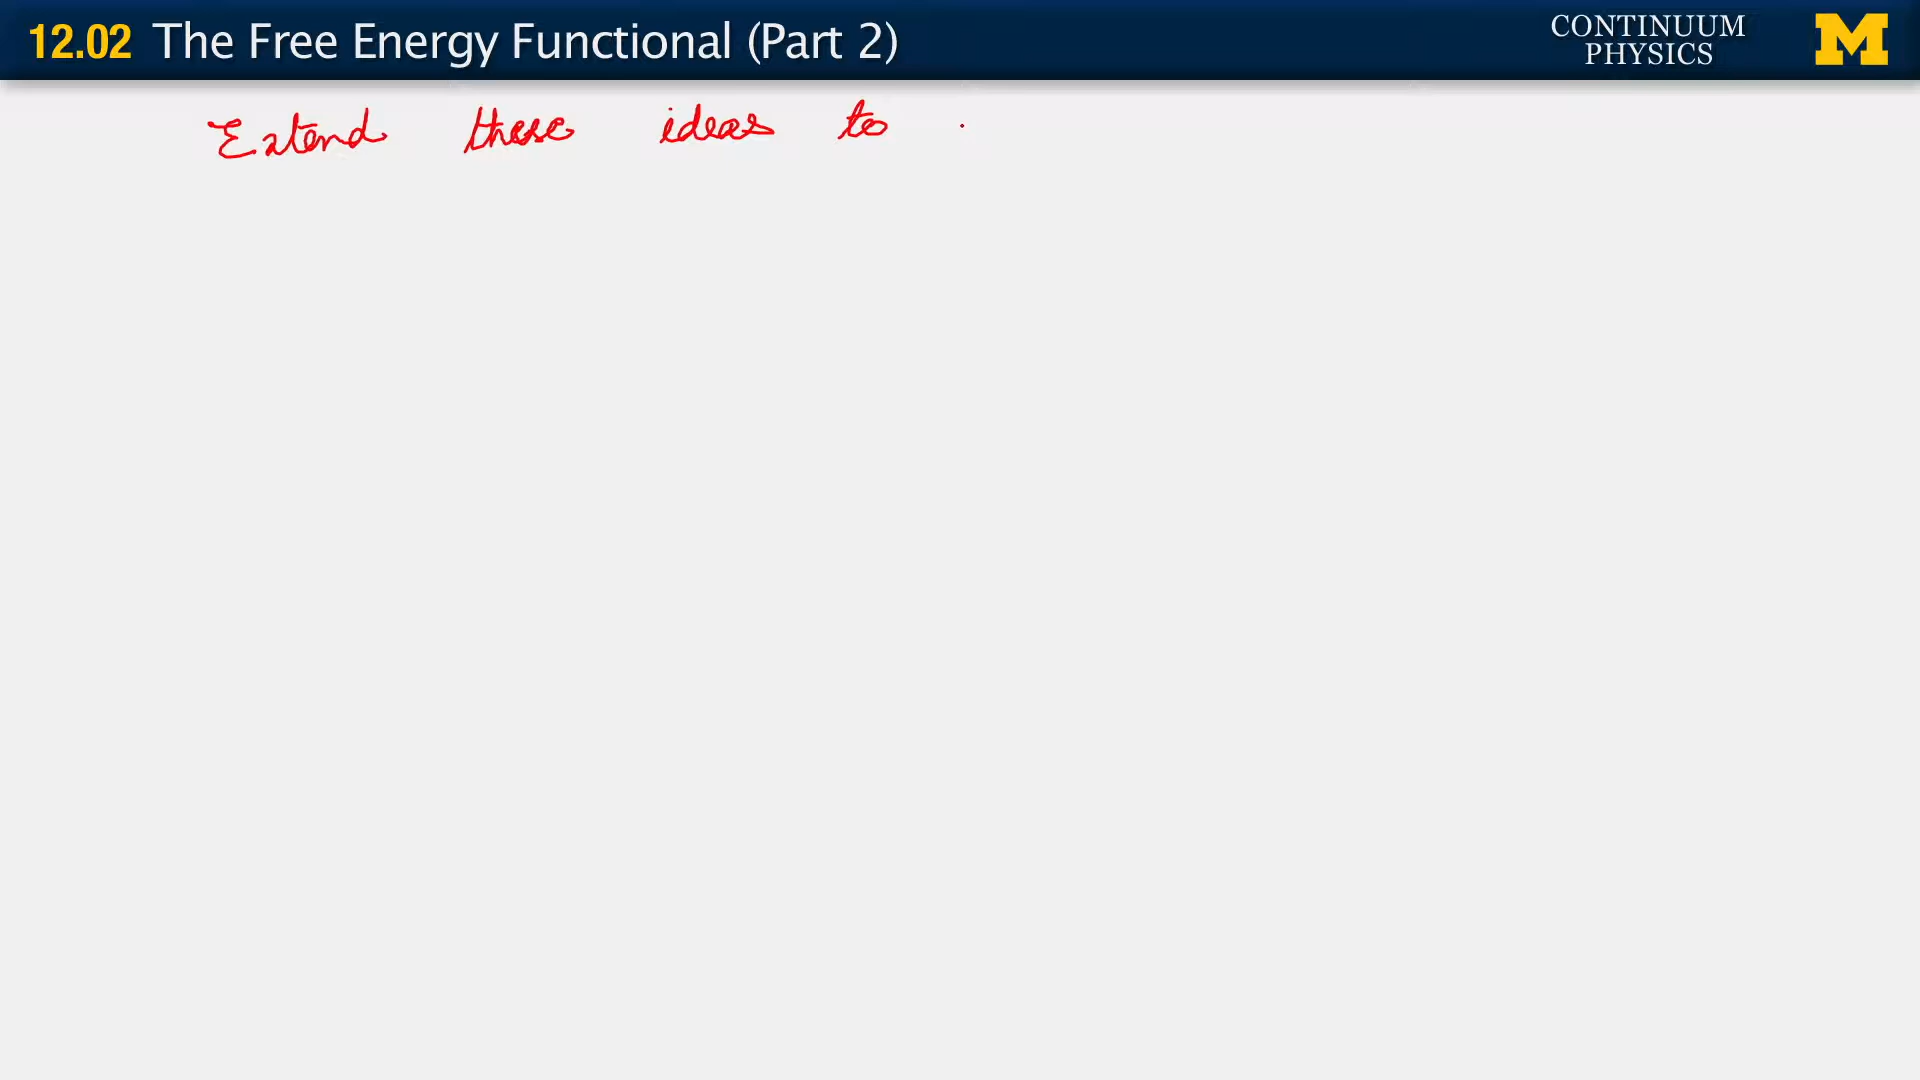 12.02 The Free Energy Functional (Part 2)
CONTINUUM
PHYSICS
M
Extend these ideas to